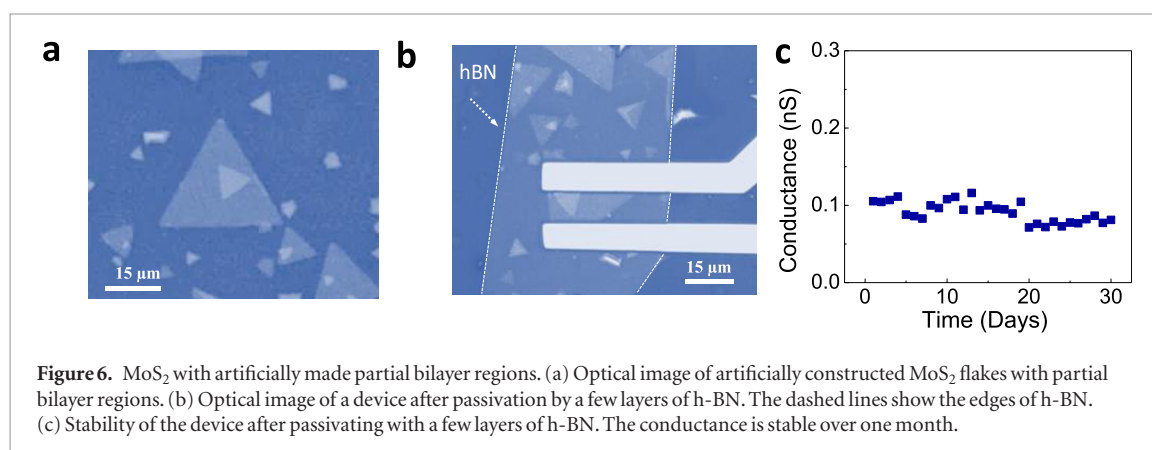 a
b
c
hBN
15 µm
15 µm
0.3
0.2
0.1
0.0
Conductance (nS)
0 10 20 30
Time (Days)
Figure 6. MoS₂ with artificially made partial bilayer regions. (a) Optical image of artificially constructed MoS₂ flakes with partial
bilayer regions. (b) Optical image of a device after passivation by a few layers of h-BN. The dashed lines show the edges of h-BN.
(c) Stability of the device after passivating with a few layers of h-BN. The conductance is stable over one month.